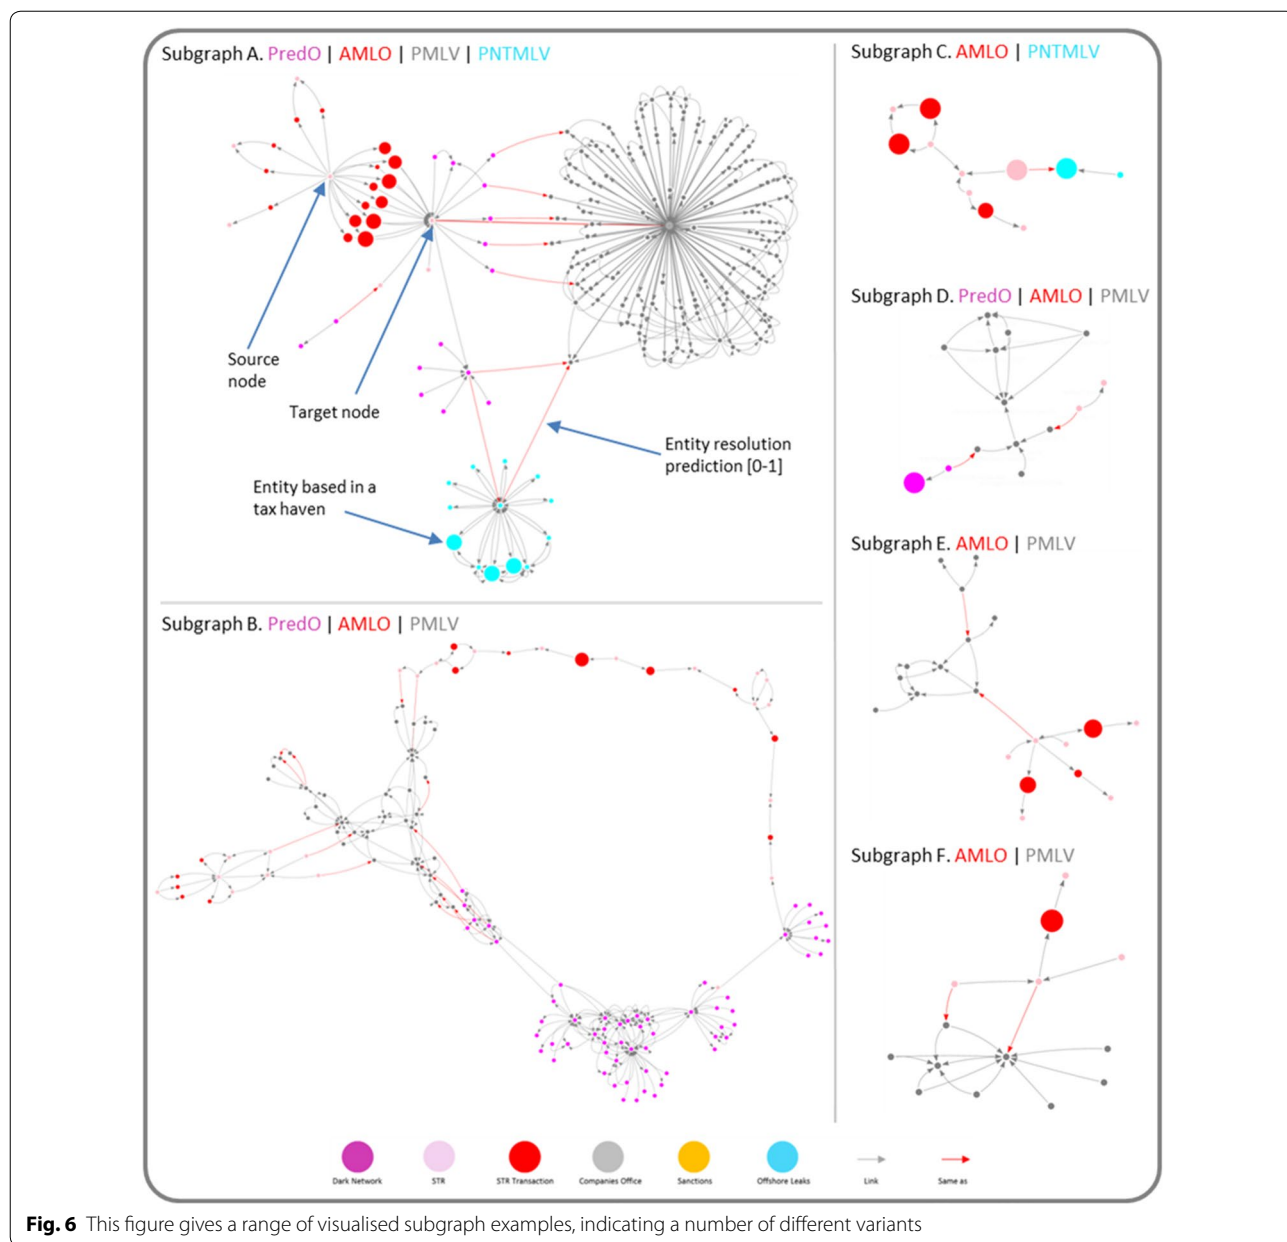 Subgraph A. PredO | AMLO | PMLV | PNTMLV
Source
node
Target node
Entity resolution
prediction [0-1]
Entity based in a
tax haven
Subgraph B. PredO | AMLO | PMLV
Subgraph C. AMLO | PNTMLV
Subgraph D. PredO | AMLO | PMLV
Subgraph E. AMLO | PMLV
Subgraph F. AMLO | PMLV
Dark Network
STR
STR Transaction
Companies Office
Sanctions
Offshore Leaks
Link
Same as
Fig. 6 This figure gives a range of visualised subgraph examples, indicating a number of different variants